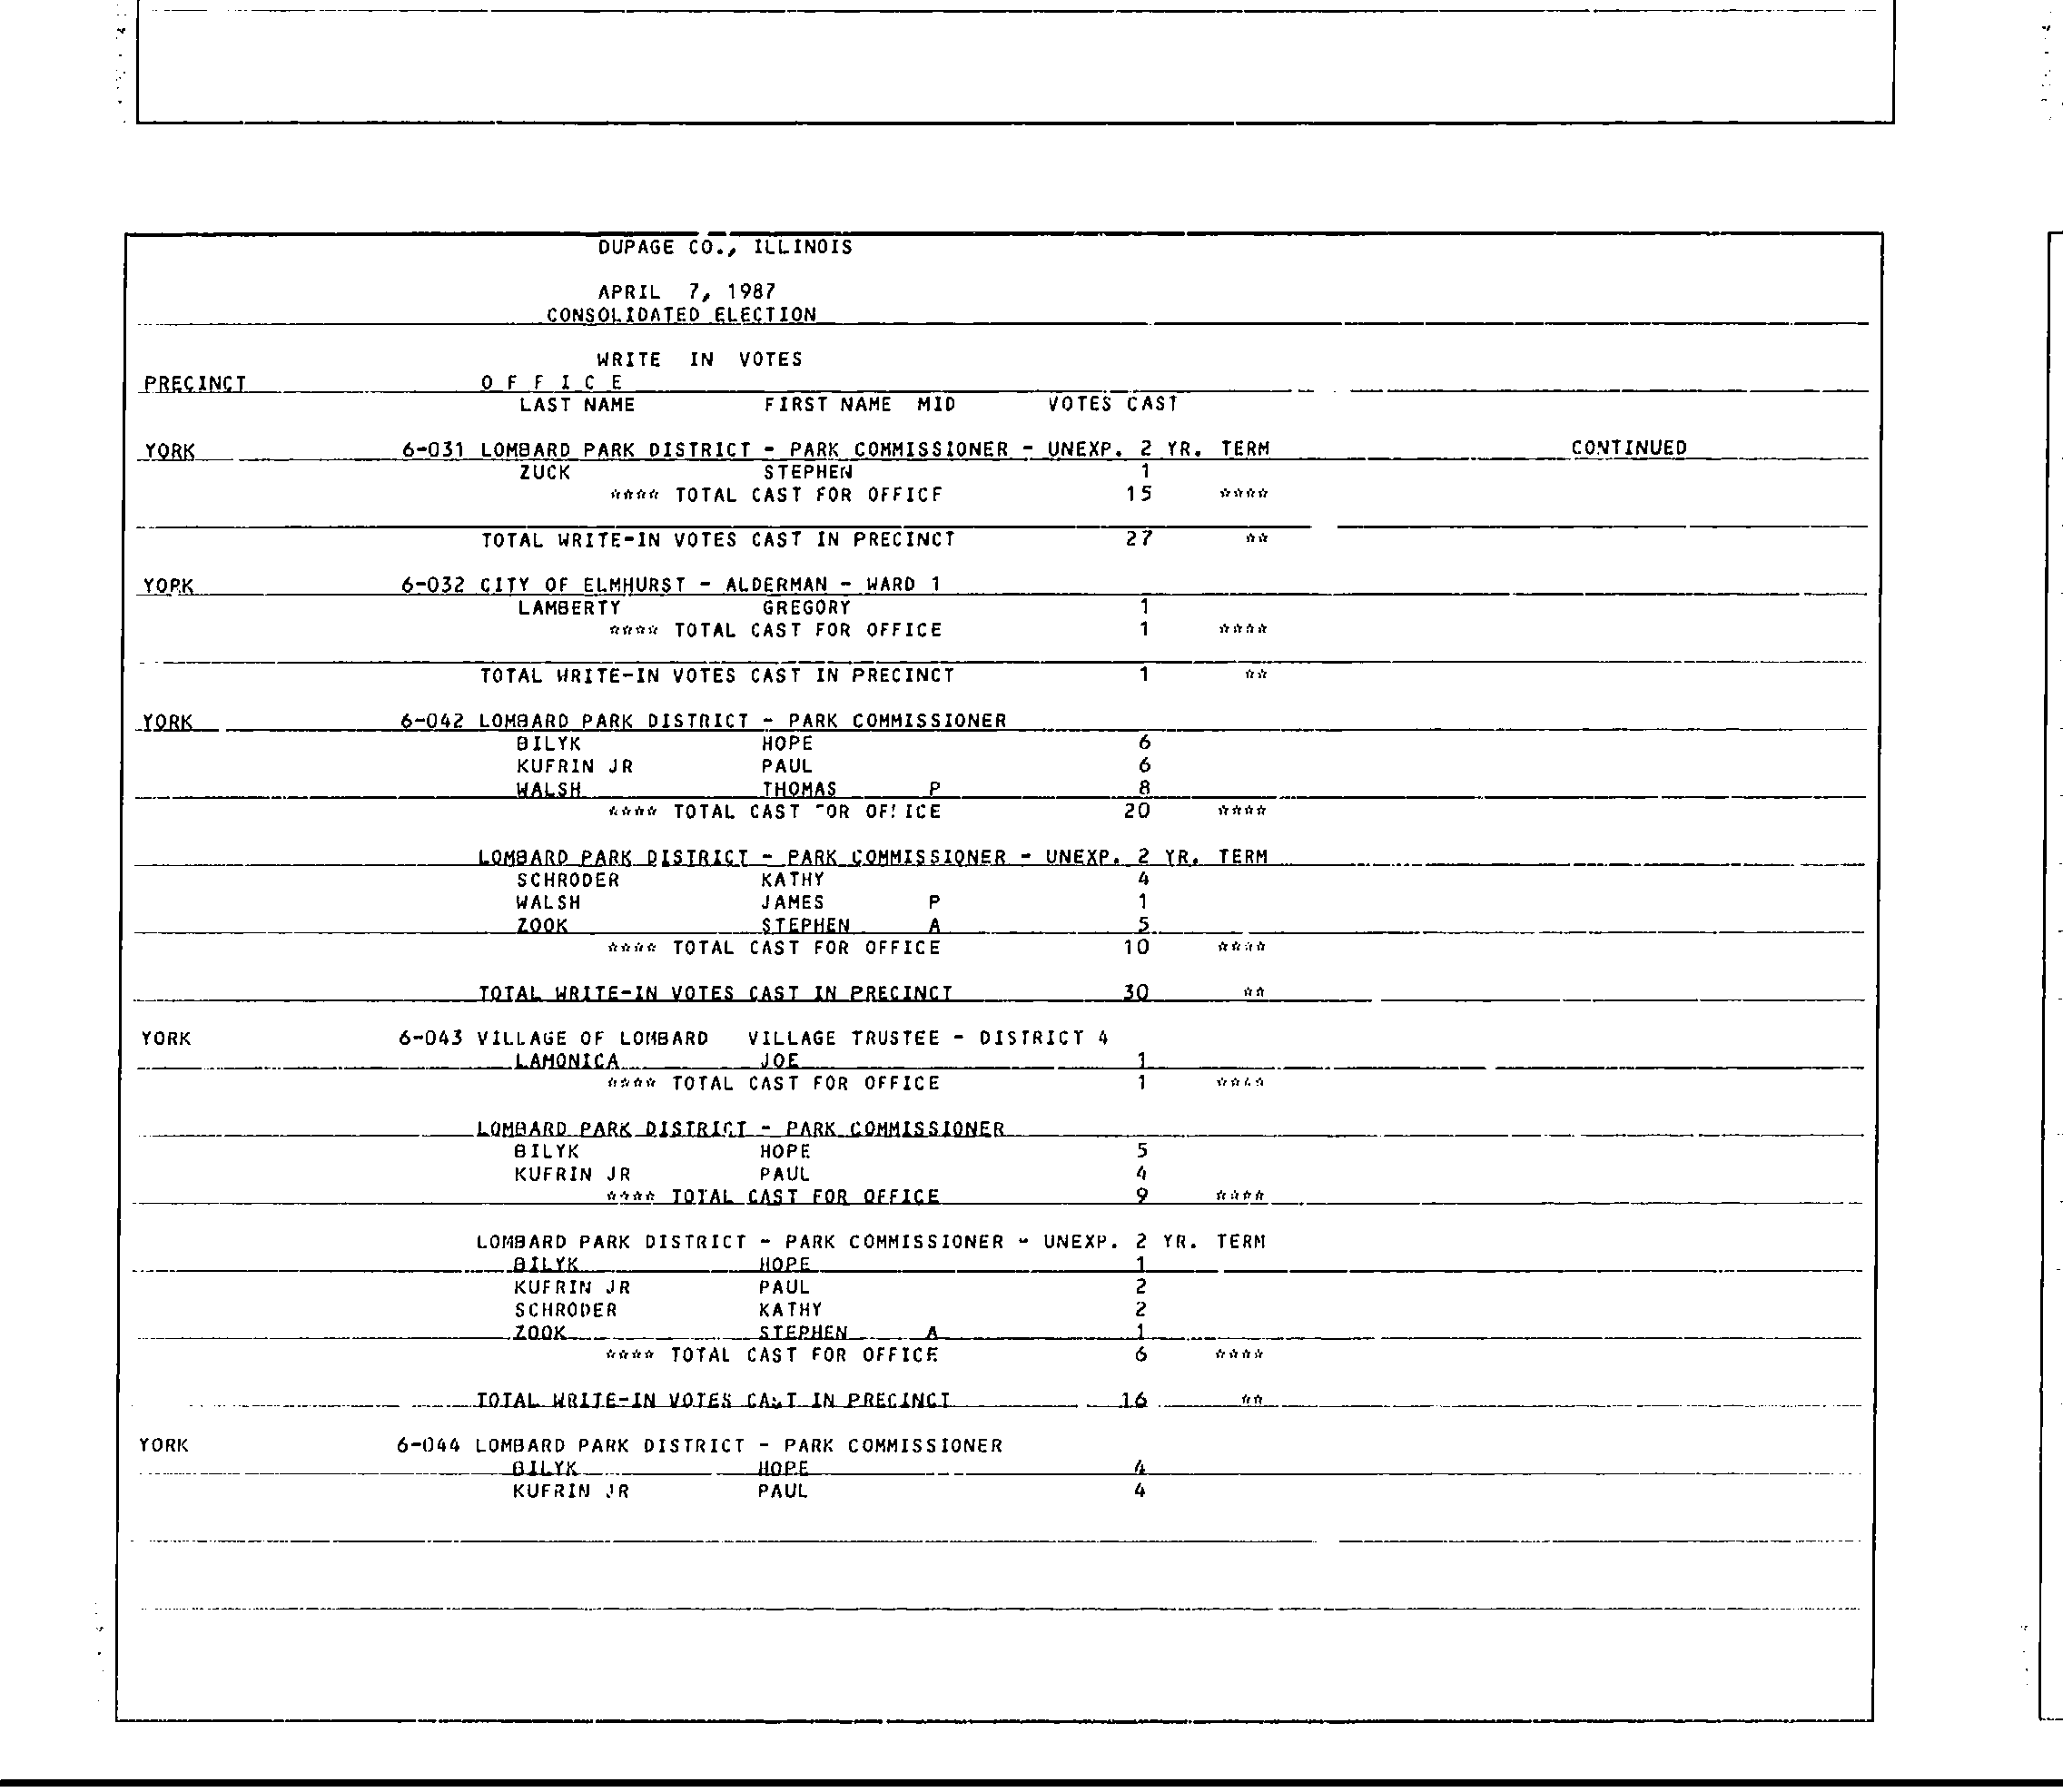 DUPAGE CO., ILLINOIS
APRIL 7, 1987
CONSOLIDATED ELECTION
WRITE IN VOTES
PRECINCT O F F I C E
LAST NAME FIRST NAME MID VOTES CAST
YORK 6-031 LOMBARD PARK DISTRICT - PARK COMMISSIONER - UNEXP. 2 YR. TERM CONTINUED
ZUCK STEPHEN 1
**** TOTAL CAST FOR OFFICE 15 ****
TOTAL WRITE-IN VOTES CAST IN PRECINCT 27 **
YORK 6-032 CITY OF ELMHURST - ALDERMAN - WARD 1
LAMBERTY GREGORY 1
**** TOTAL CAST FOR OFFICE 1 ****
TOTAL WRITE-IN VOTES CAST IN PRECINCT 1 **
YORK 6-042 LOMBARD PARK DISTRICT - PARK COMMISSIONER
BILYK HOPE 6
KUFRIN JR PAUL 6
WALSH THOMAS P 8
**** TOTAL CAST FOR OFFICE 20 ****
LOMBARD PARK DISTRICT - PARK COMMISSIONER - UNEXP. 2 YR. TERM
SCHRODER KATHY 4
WALSH JAMES P 1
ZOOK STEPHEN A 5
**** TOTAL CAST FOR OFFICE 10 ****
TOTAL WRITE-IN VOTES CAST IN PRECINCT 30 **
YORK 6-043 VILLAGE OF LOMBARD VILLAGE TRUSTEE - DISTRICT 4
LAMONICA JOE 1
**** TOTAL CAST FOR OFFICE 1 ****
LOMBARD PARK DISTRICT - PARK COMMISSIONER
BILYK HOPE 5
KUFRIN JR PAUL 4
**** TOTAL CAST FOR OFFICE 9 ****
LOMBARD PARK DISTRICT - PARK COMMISSIONER - UNEXP. 2 YR. TERM
BILYK HOPE 1
KUFRIN JR PAUL 2
SCHRODER KATHY 2
ZOOK STEPHEN A 1
**** TOTAL CAST FOR OFFICE 6 ****
TOTAL WRITE-IN VOTES CAST IN PRECINCT 16 **
YORK 6-044 LOMBARD PARK DISTRICT - PARK COMMISSIONER
BILYK HOPE 4
KUFRIN JR PAUL 4